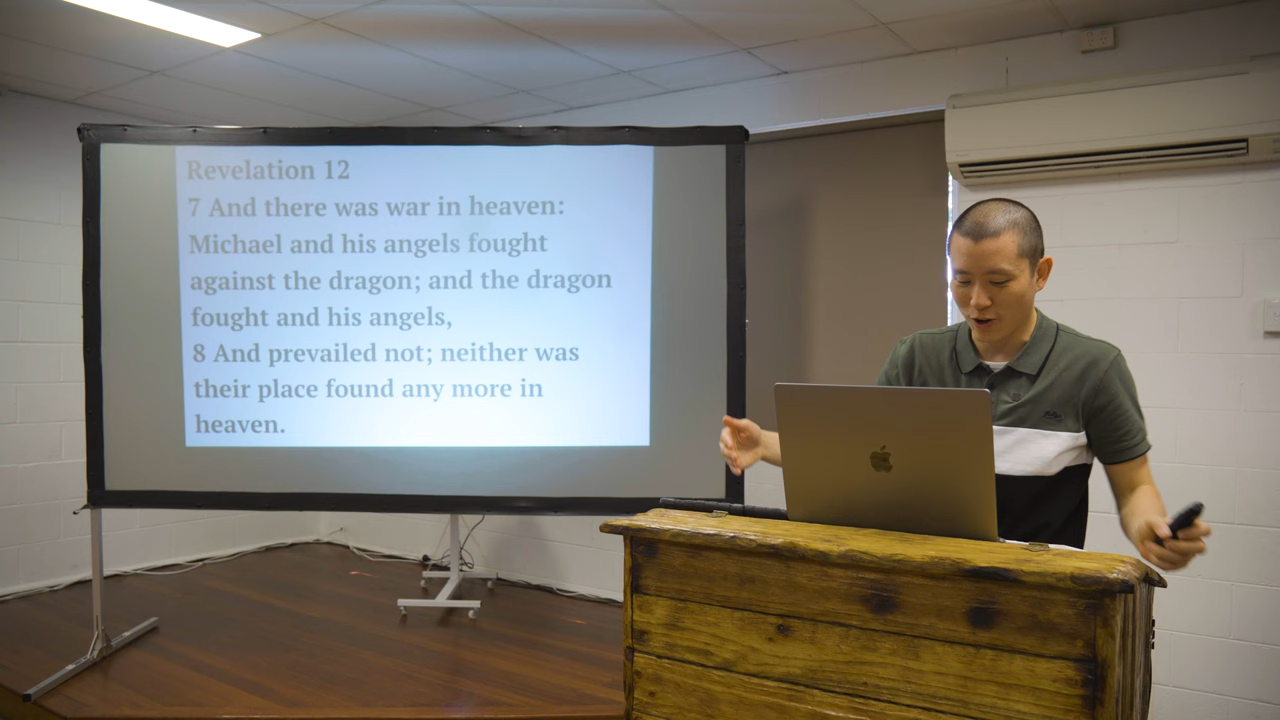 Revelation 12
7 And there was war in heaven:
Michael and his angels fought
against the dragon; and the dragon
fought and his angels,
8 And prevailed not; neither was
their place found any more in
heaven.